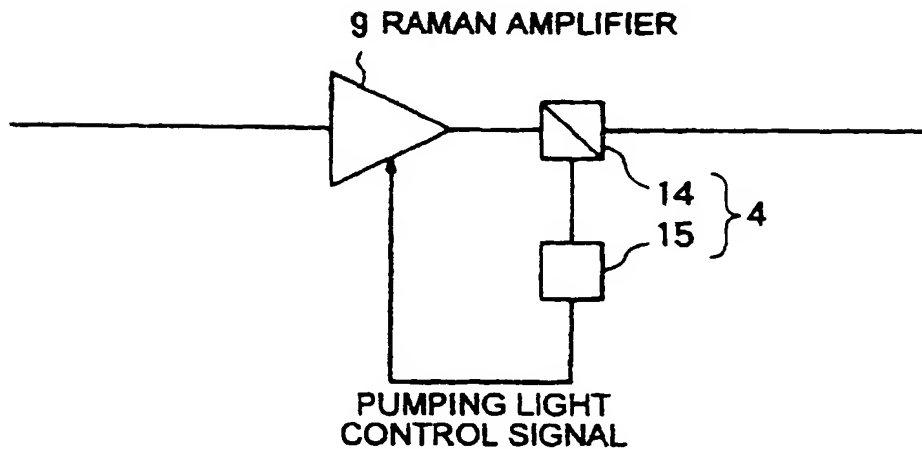 9 RAMAN AMPLIFIER
14
15
4
PUMPING LIGHT
CONTROL SIGNAL